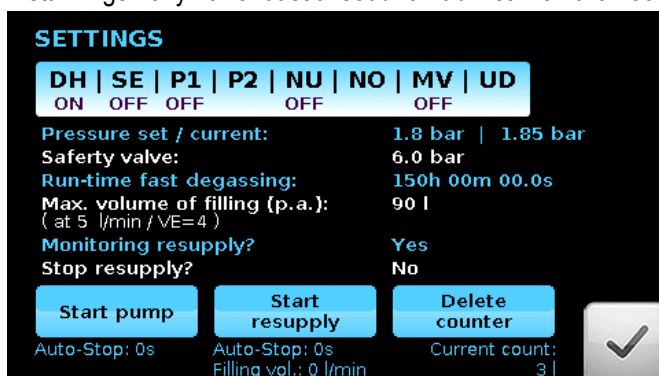 SETTINGS
DH | SE | P1 | P2 | NU | NO | MV | UD
ON OFF OFF OFF OFF
Pressure set / current: 1.8 bar | 1.85 bar
Saferty valve: 6.0 bar
Run-time fast degassing: 150h 00m 00.0s
Max. volume of filling (p.a.): 90 l
( at 5 l/min / VE=4 )
Monitoring resupply? Yes
Stop resupply? No
Start pump Start resupply Delete counter
Auto-Stop: 0s Auto-Stop: 0s Current count:
Filling vol.: 0 l/min 3 l